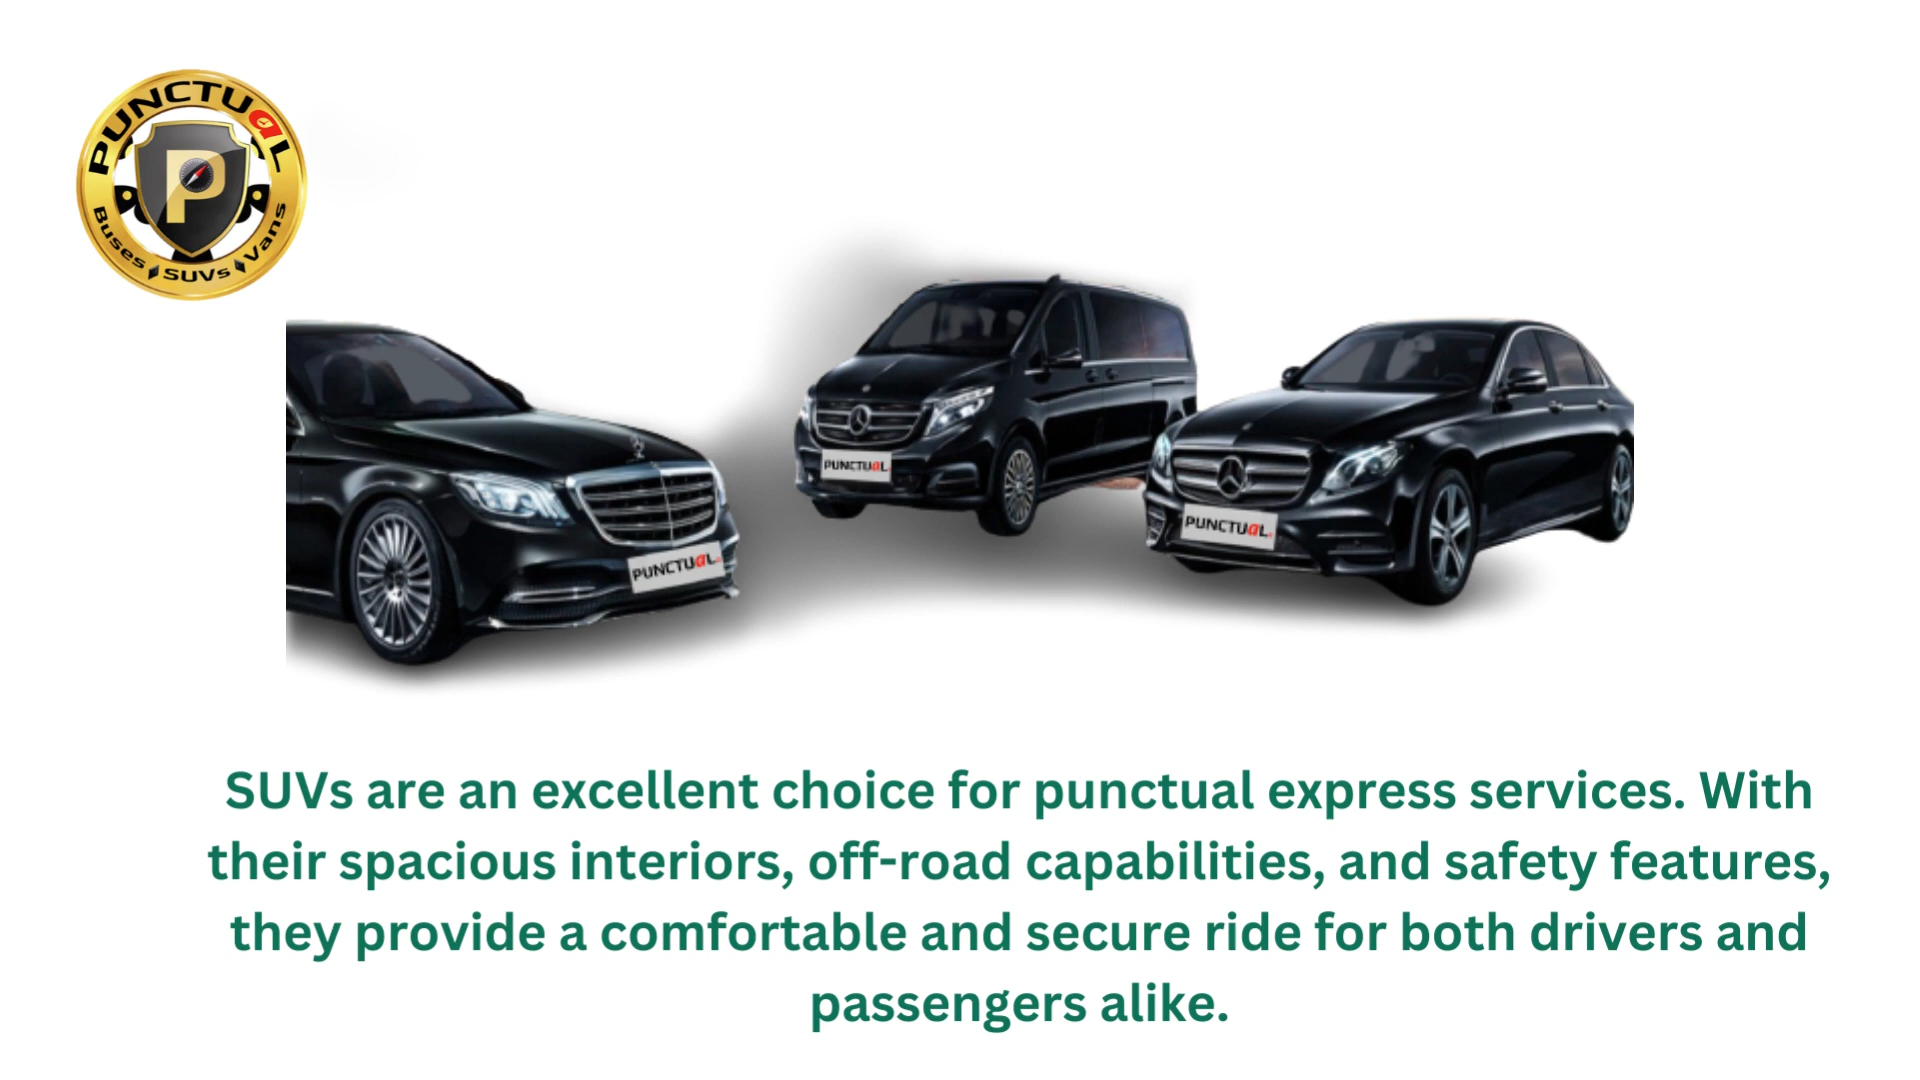 PUNCTUaL
P
Buses SUVs Vans
PUNCTUaL
PUNCTUaL
PUNCTUaL
SUVs are an excellent choice for punctual express services. With
their spacious interiors, off-road capabilities, and safety features,
they provide a comfortable and secure ride for both drivers and
passengers alike.